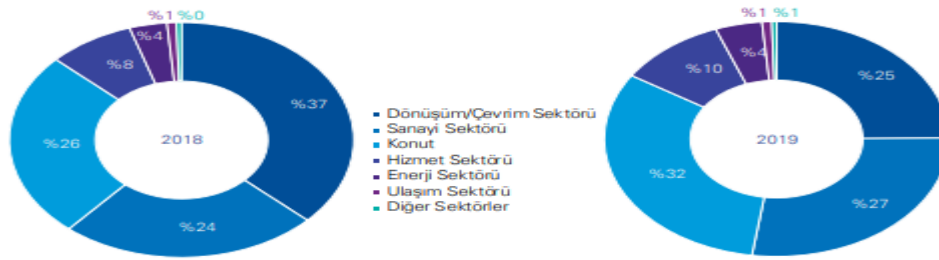 %1 %0
%4
%8
%37
%26
2018
%24
Dönüşüm/Çevrim Sektörü
Sanayi Sektörü
Konut
Hizmet Sektörü
Enerji Sektörü
Ulaşım Sektörü
Diğer Sektörler
%1 %1
%4
%10
%25
2019
%32
%27